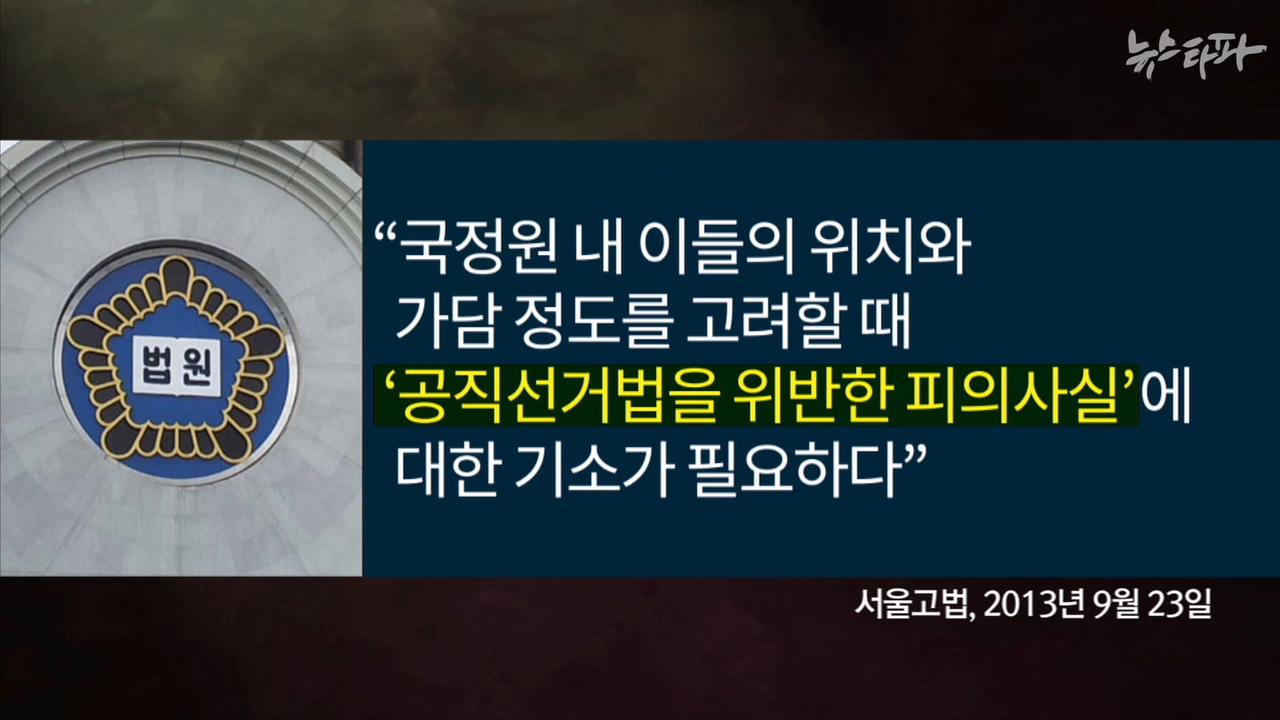 뉴스타파
법원
“국정원 내 이들의 위치와
가담 정도를 고려할 때
‘공직선거법을 위반한 피의사실’에
대한 기소가 필요하다”
서울고법, 2013년 9월 23일